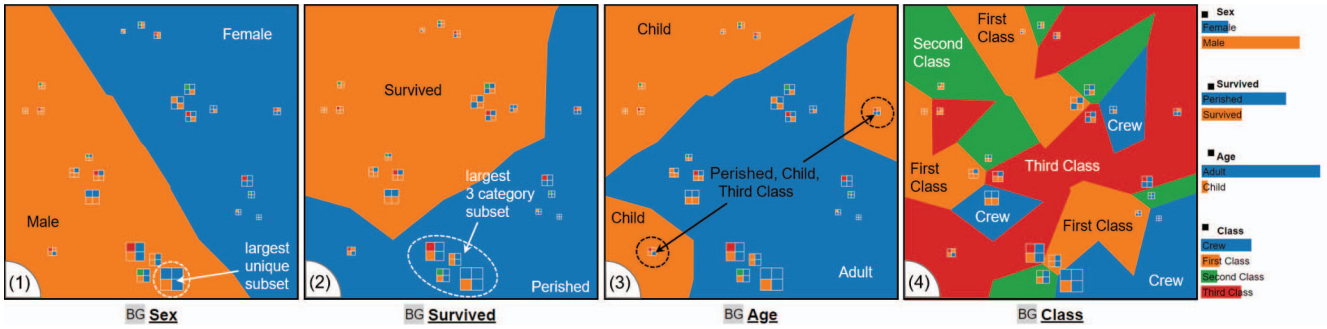 Female
Male
largest
unique
subset
(1)
BG Sex
Survived
largest
3 category
subset
Perished
(2)
BG Survived
Child
Perished, Child,
Third Class
Child
Adult
(3)
BG Age
First
Class
Second
Class
Crew
Third Class
First
Class
Crew
First Class
Crew
(4)
BG Class
Sex
Female
Male
Survived
Perished
Survived
Age
Adult
Child
Class
Crew
First Class
Second Class
Third Class